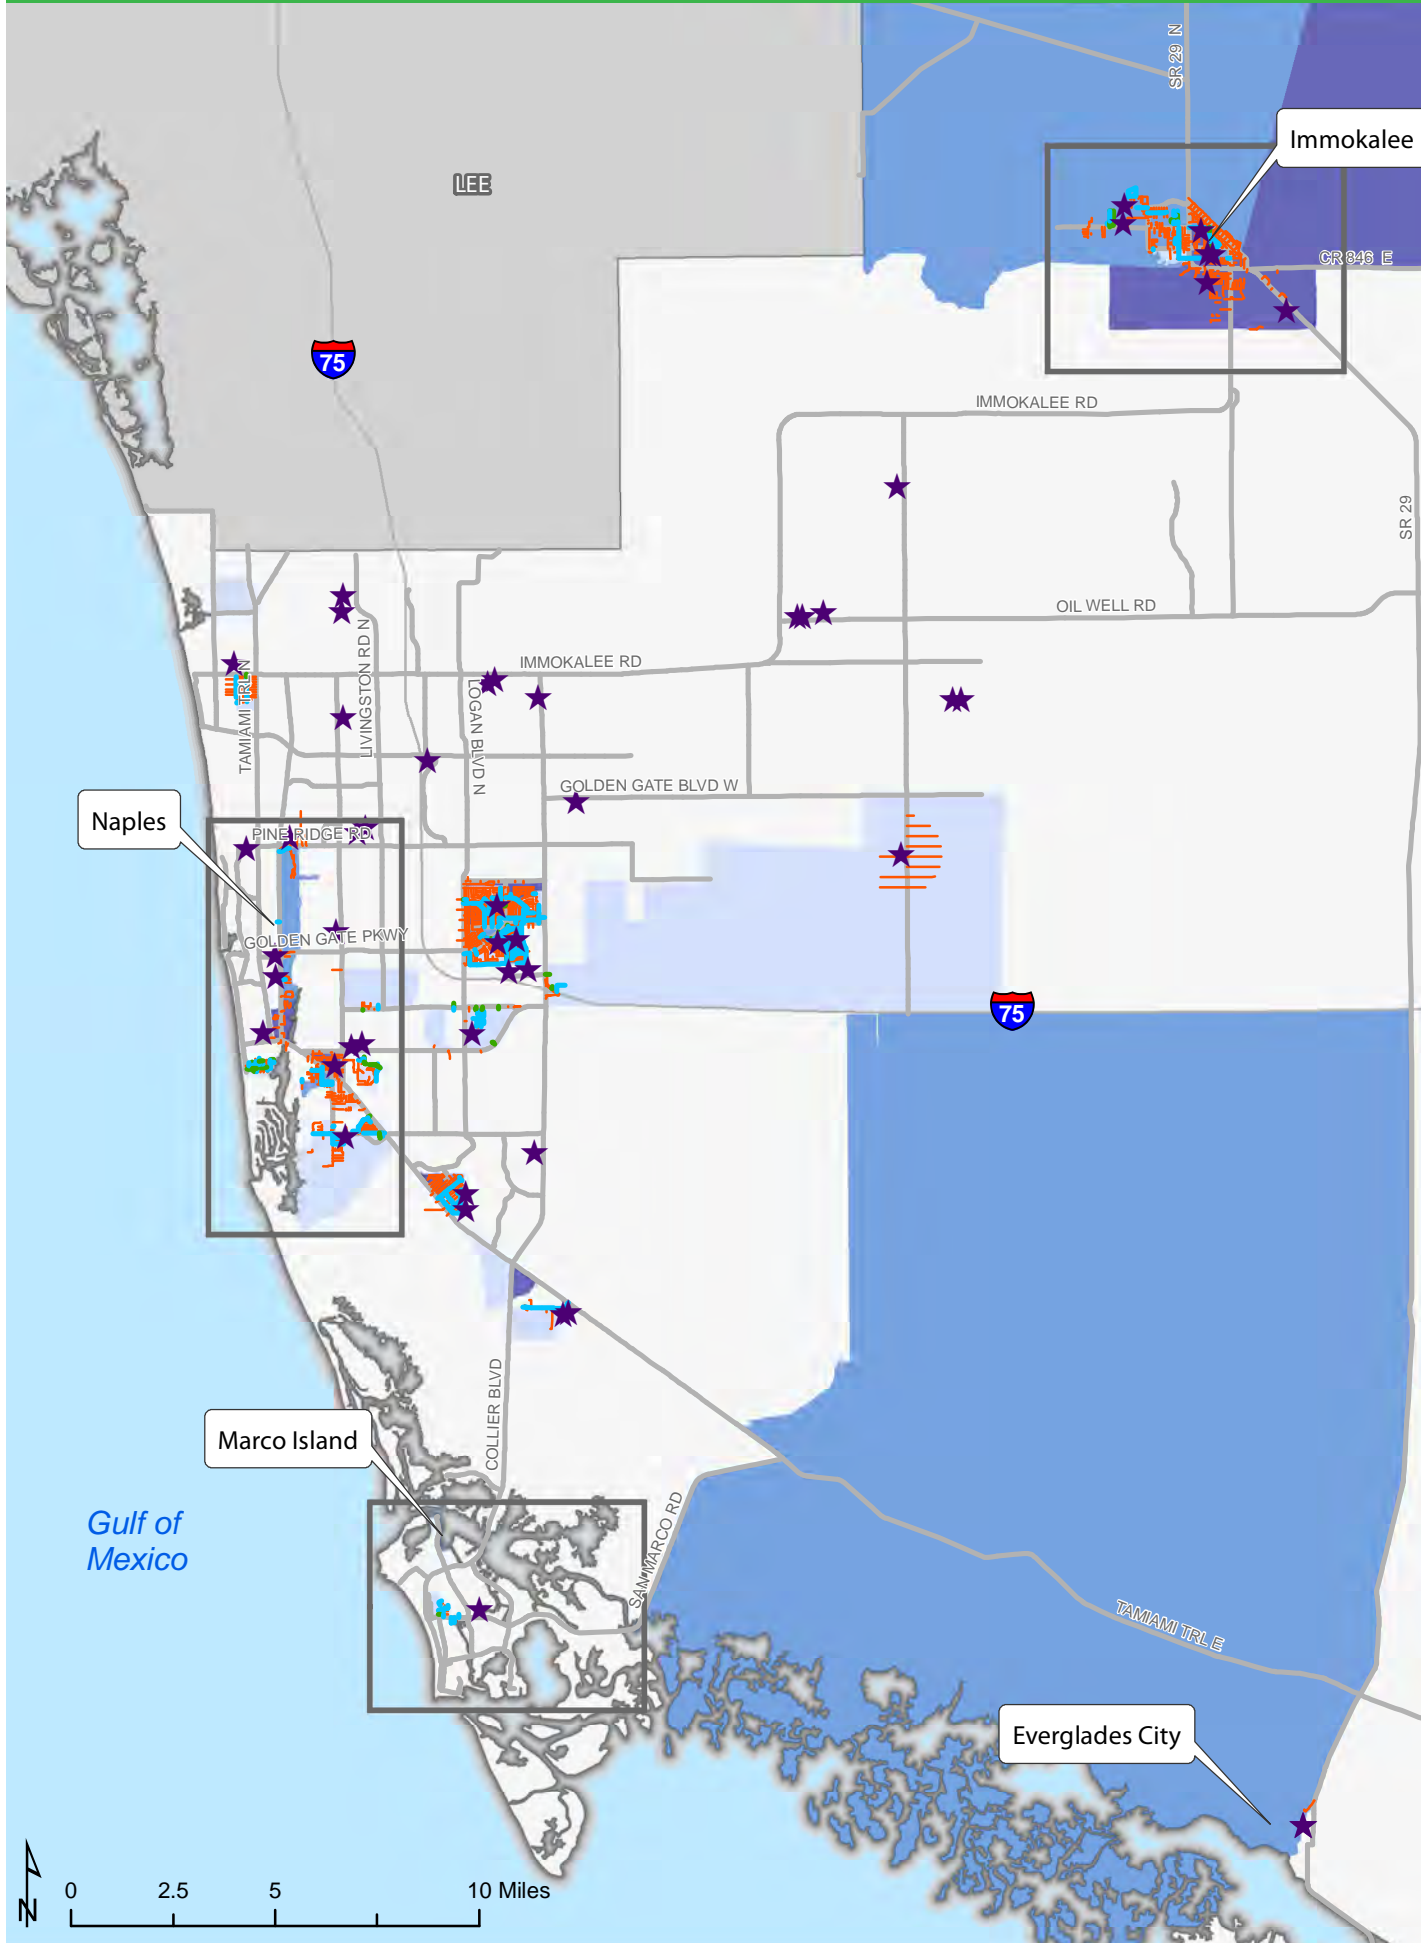 SR 29 N
Immokalee
LEE
CR 846 E
75
IMMOKALEE RD
SR 29
OIL WELL RD
LIVINGSTON RD N
IMMOKALEE RD
TAMIAMI TRL N
LOGAN BLVD N
GOLDEN GATE BLVD W
Naples
PINE RIDGE RD
GOLDEN GATE PKWY
75
COLLIER BLVD
Marco Island
SAN MARCO RD
Gulf of
Mexico
TAMIAMI TRL E
Everglades City
N
0 2.5 5 10 Miles